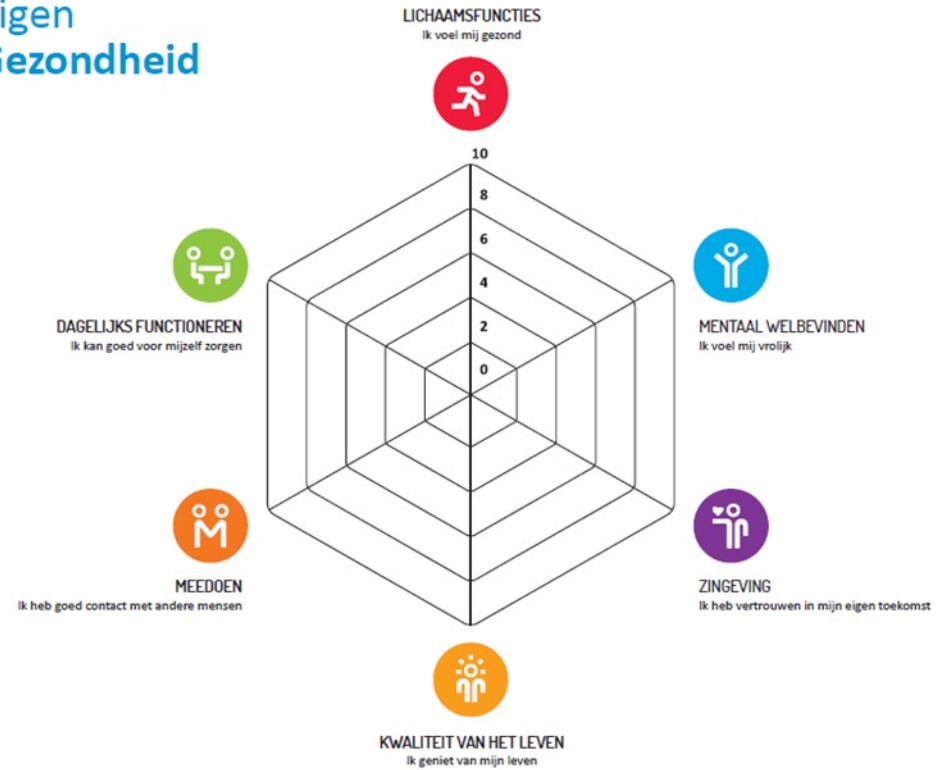 igen
Gezondheid
LICHAAMSFUNCTIES
Ik voel mij gezond
10
8
6
4
2
0
DAGELIJKS FUNCTIONEREN
Ik kan goed voor mijzelf zorgen
MENTAAL WELBEVINDEN
Ik voel mij vrolijk
MEEDOEN
Ik heb goed contact met andere mensen
ZINGEVING
Ik heb vertrouwen in mijn eigen toekomst
KWALITEIT VAN HET LEVEN
Ik geniet van mijn leven